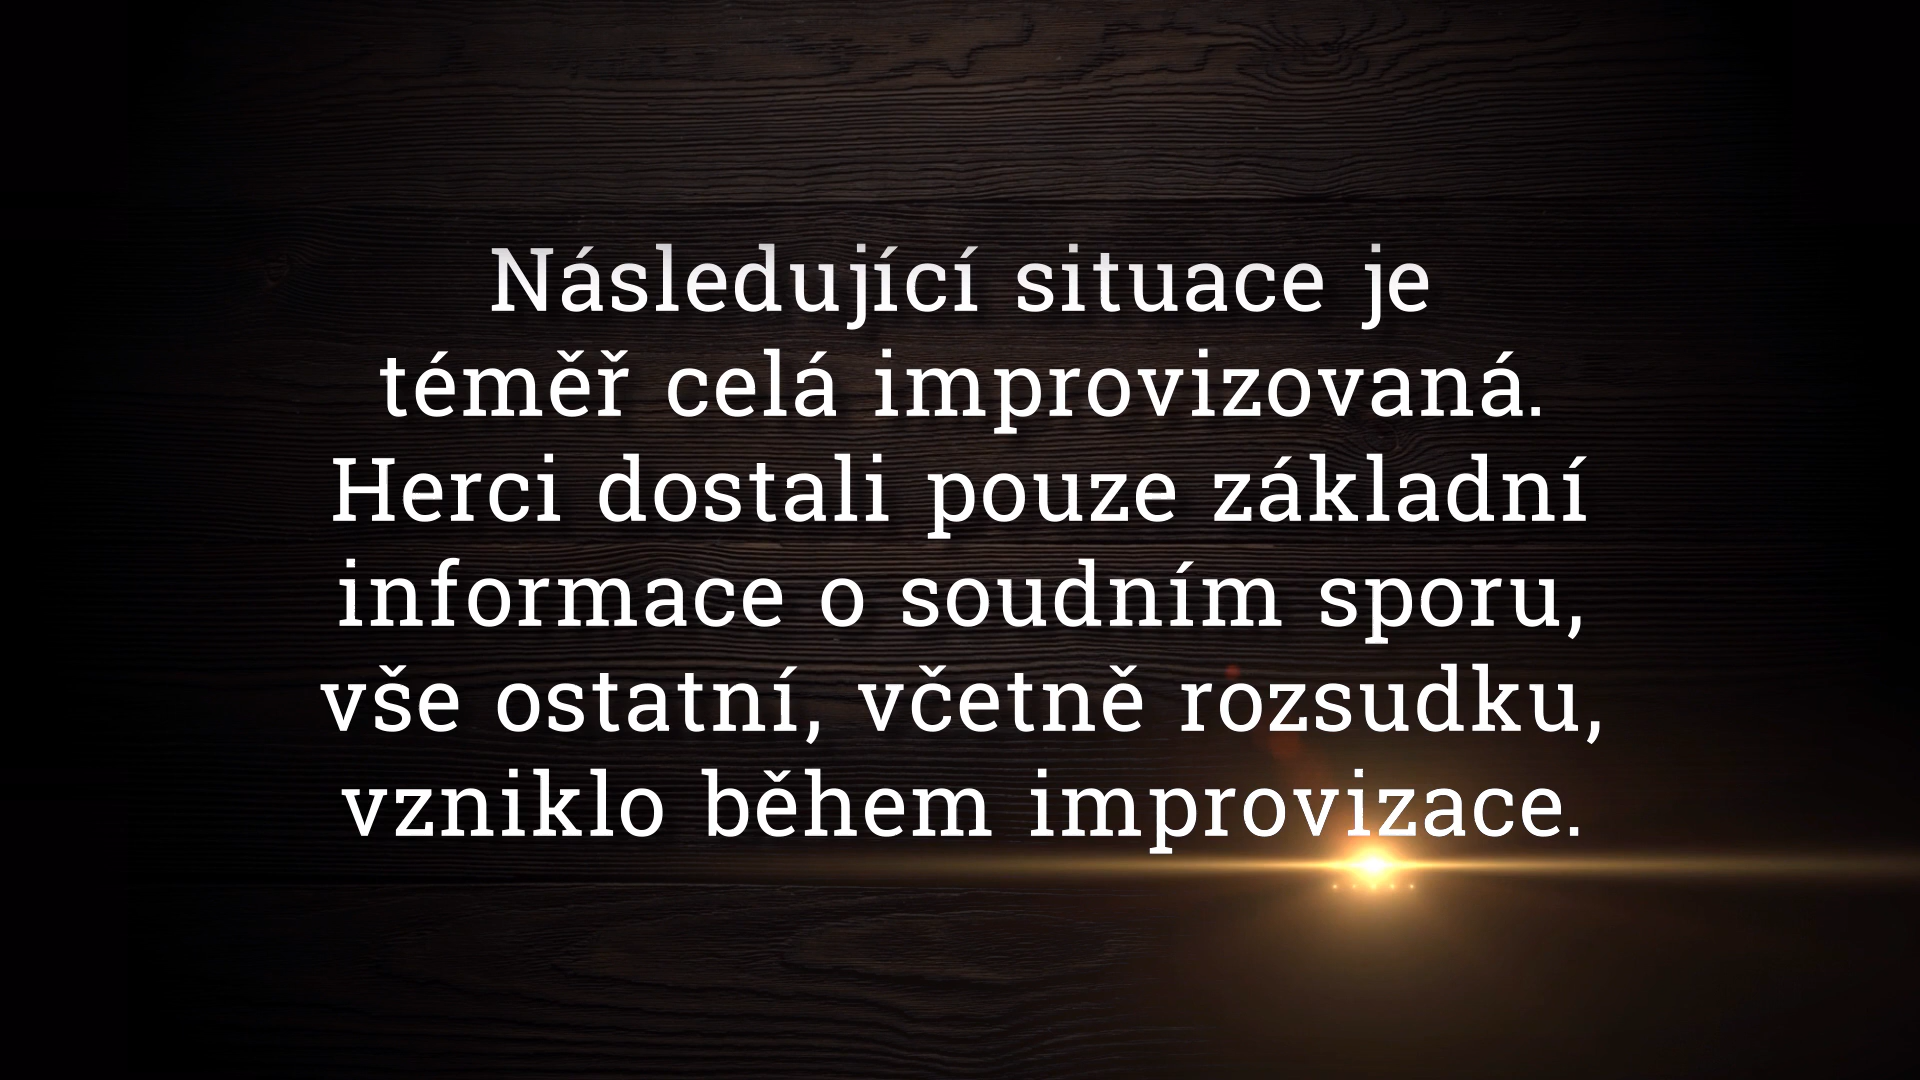 Následující situace je
téměř celá improvizovaná.
Herci dostali pouze základní
informace o soudním sporu,
vše ostatní, včetně rozsudku,
vzniklo během improvizace.